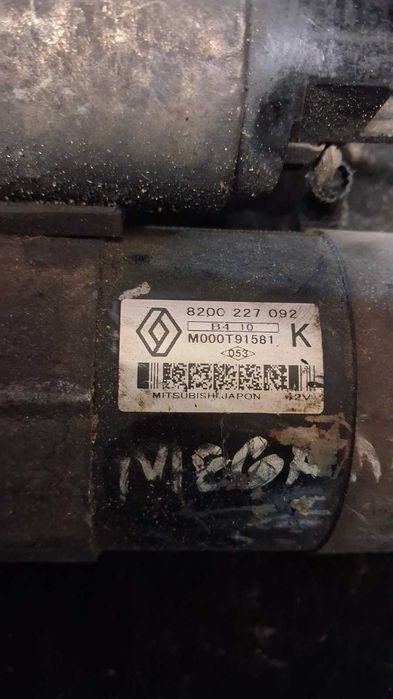 8200 227 092
B4 10
M000T91581 K
053
MITSUBISHI JAPON 12V